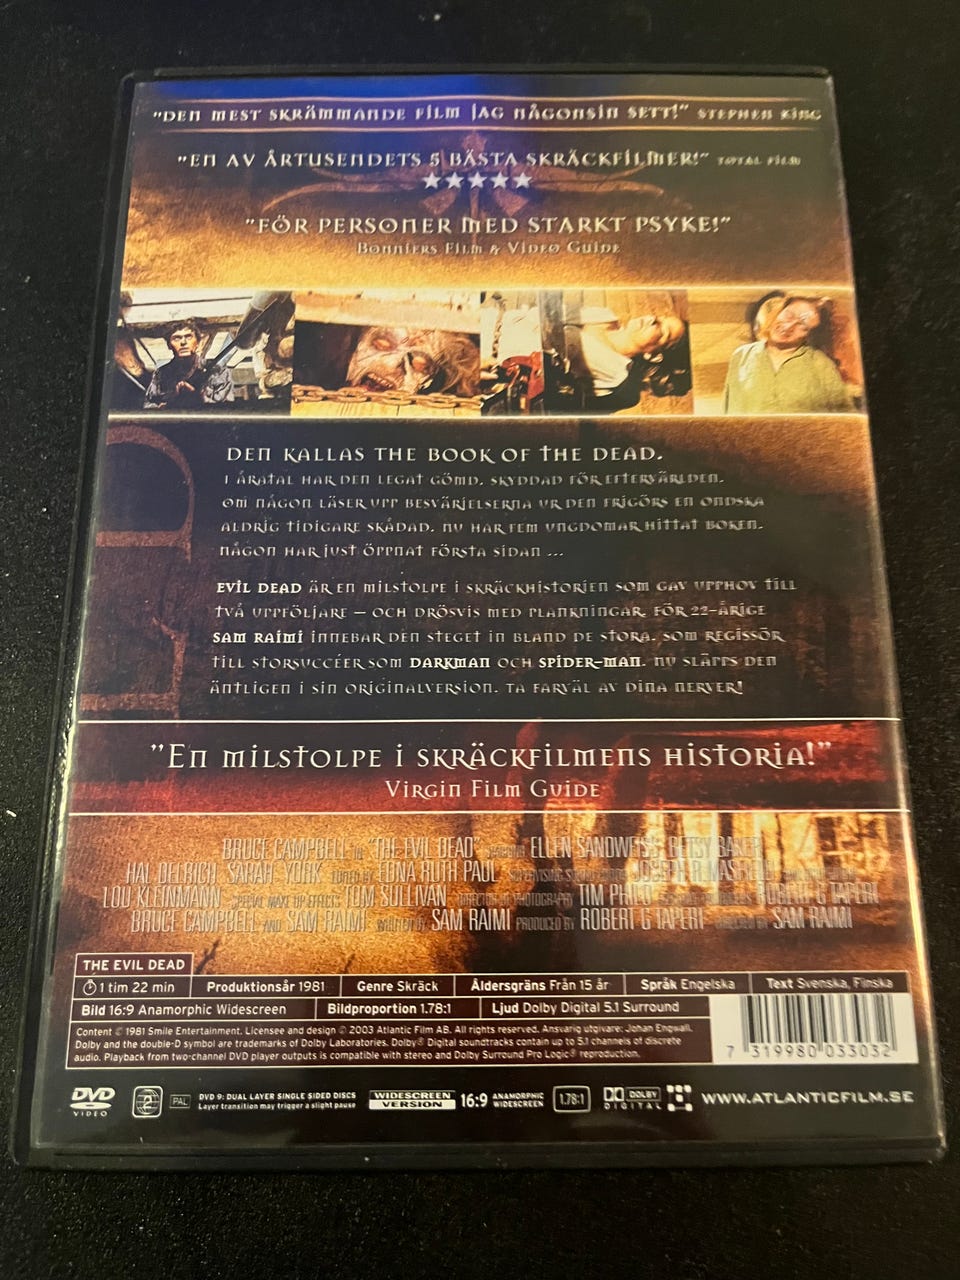 "DEN MEST SKRÄMMANDE FILM JAG NÅGONSIN SETT!" STEPHEN KING
"EN AV ÅRTUSENDETS 5 BÄSTA SKRÄCKFILMER!" TOTAL FILM
"FÖR PERSONER MED STARKT PSYKE!"
BONNIERS FILM & VIDEO GUIDE
DEN KALLAS THE BOOK OF THE DEAD.
I ÅRATAL HAR DEN LEGAT GÖMD, SKYDDAD FÖR EFTERVÄRLDEN.
OM NÅGON LÄSER UPP BESVÄRJELSERNA UR DEN FRIGÖRS EN ONDSKA
ALDRIG TIDIGARE SKÅDAD. NU HAR FEM UNGDOMAR HITTAT BOKEN.
NÅGON HAR JUST ÖPPNAT FÖRSTA SIDAN ...
EVIL DEAD ÄR EN MILSTOLPE I SKRÄCKHISTORIEN SOM GAV UPPHOV TILL
TVÅ UPPFÖLJARE – OCH DRÖSVIS MED PLANKNINGAR. FÖR 22-ÅRIGE
SAM RAIMI INNEBAR DEN STEGET IN BLAND DE STORA, SOM REGISSÖR
TILL STORSUCCÉER SOM DARKMAN OCH SPIDER-MAN. NU SLÄPPS DEN
ÄNTLIGEN I SIN ORIGINALVERSION. TA FARVÄL AV DINA NERVER!
"EN MILSTOLPE I SKRÄCKFILMENS HISTORIA!"
VIRGIN FILM GUIDE
BRUCE CAMPBELL IN "THE EVIL DEAD" ELLEN SANDWEISS BETSY BAKER
HAL DELRICH SARAH YORK EDITED BY EDNA RUTH PAUL
LOU KLEINMANN SPECIAL MAKE UP EFFECTS TOM SULLIVAN DIRECTOR OF PHOTOGRAPHY TIM PHILO ROBERT G TAPERT
BRUCE CAMPBELL AND SAM RAIMI WRITTEN BY SAM RAIMI PRODUCED BY ROBERT G TAPERT DIRECTED BY SAM RAIMI
THE EVIL DEAD
1 tim 22 min Produktionsår 1981 Genre Skräck Åldersgräns Från 15 år Språk Engelska Text Svenska, Finska
Bild 16:9 Anamorphic Widescreen Bildproportion 1.78:1 Ljud Dolby Digital 5.1 Surround
Content © 1981 Smile Entertainment. Licensee and design © 2003 Atlantic Film AB. All rights reserved. Ansvarig utgivare: Johan Engwall.
Dolby and the double-D symbol are trademarks of Dolby Laboratories. Dolby® Digital soundtracks contain up to 5.1 channels of discrete
audio. Playback from two-channel DVD player outputs is compatible with stereo and Dolby Surround Pro Logic® reproduction.
7 319980 033032
DVD VIDEO
2
PAL
DVD 9: DUAL LAYER SINGLE SIDED DISCS
Layer transition may trigger a slight pause
WIDESCREEN VERSION
16:9 ANAMORPHIC WIDESCREEN
1.78:1
DOLBY DIGITAL
WWW.ATLANTICFILM.SE